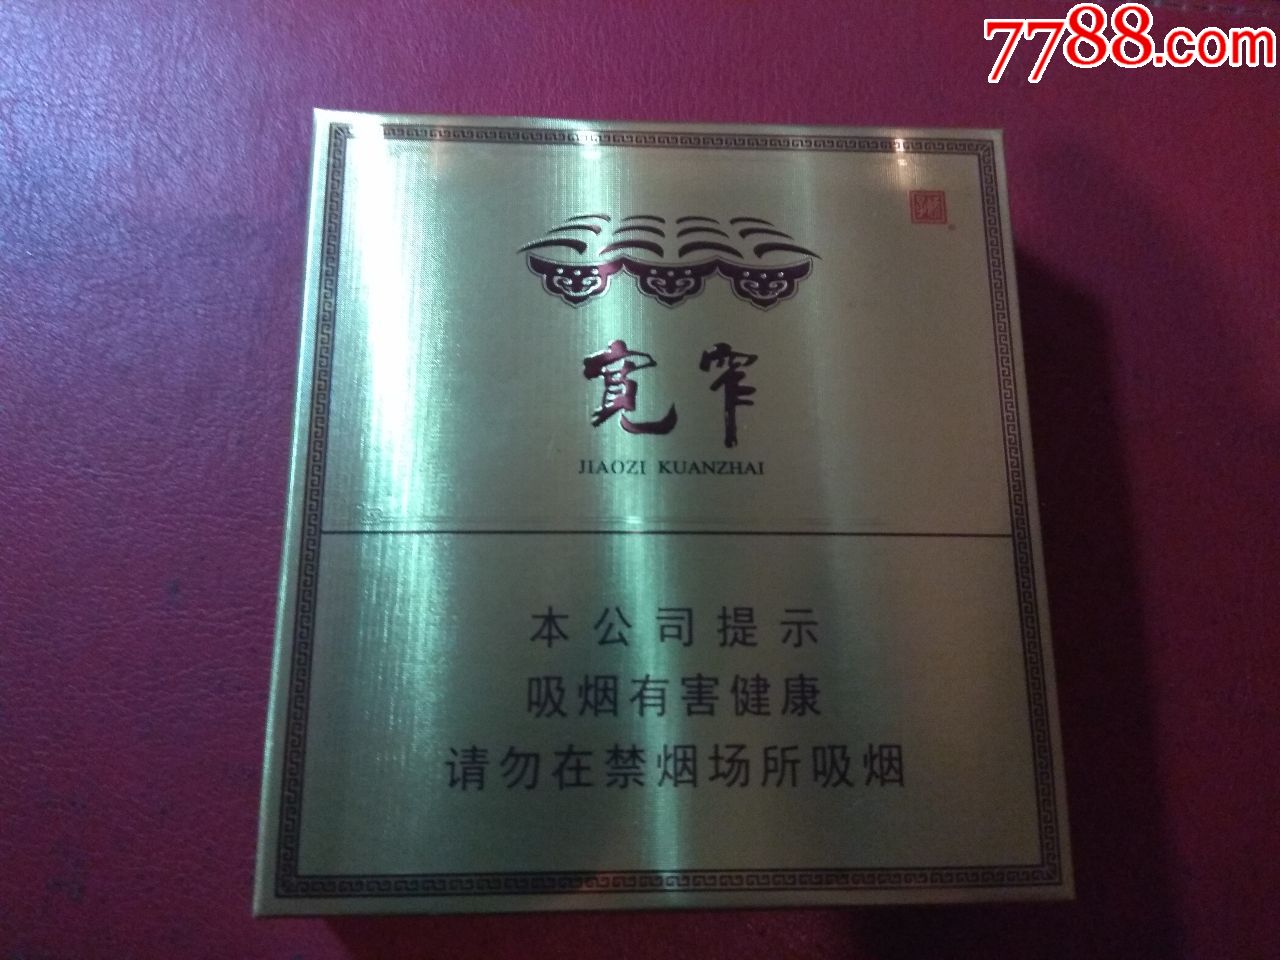 7788.com
宽窄
JIAOZI KUANZHAI
本公司提示
吸烟有害健康
请勿在禁烟场所吸烟